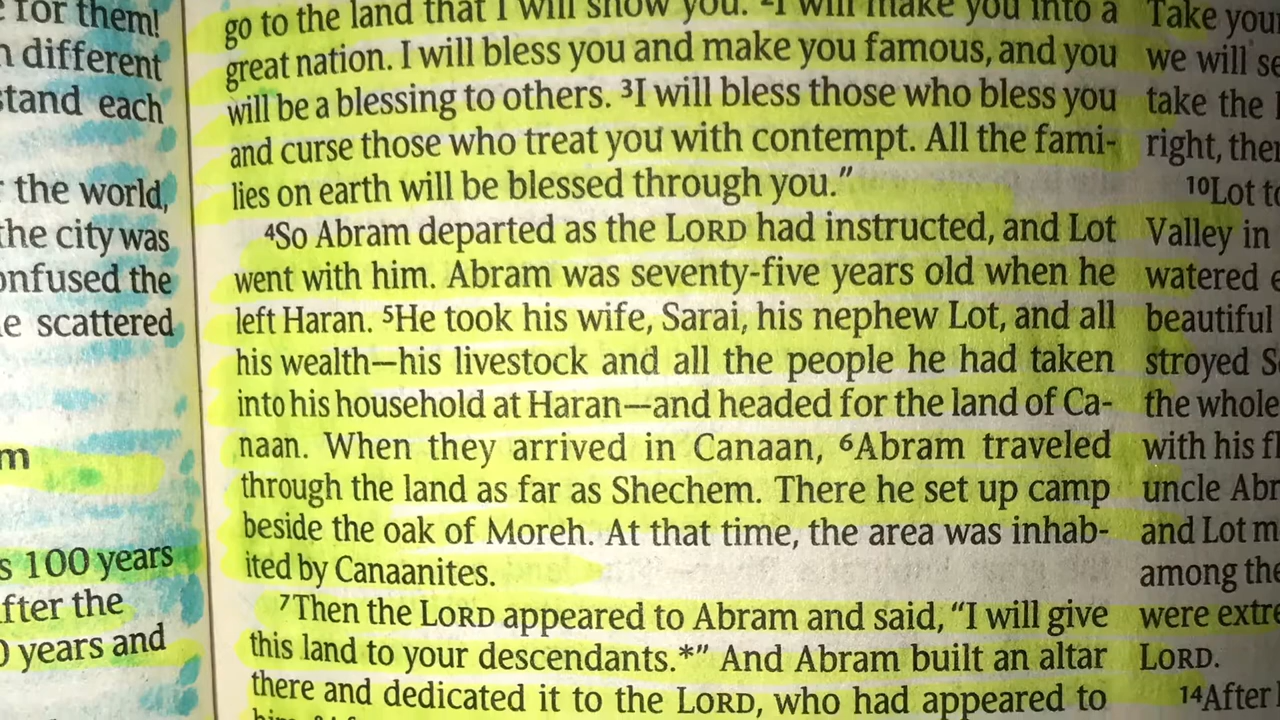 for them!
different
stand each
the world,
the city was
confused the
scattered
m
100 years
after the
years and
go to the land that I will show you. ²I will make you into a
great nation. I will bless you and make you famous, and you
will be a blessing to others. ³I will bless those who bless you
and curse those who treat you with contempt. All the fami-
lies on earth will be blessed through you.”
⁴So Abram departed as the LORD had instructed, and Lot
went with him. Abram was seventy-five years old when he
left Haran. ⁵He took his wife, Sarai, his nephew Lot, and all
his wealth—his livestock and all the people he had taken
into his household at Haran—and headed for the land of Ca-
naan. When they arrived in Canaan, ⁶Abram traveled
through the land as far as Shechem. There he set up camp
beside the oak of Moreh. At that time, the area was inhab-
ited by Canaanites.
⁷Then the LORD appeared to Abram and said, “I will give
this land to your descendants.*” And Abram built an altar
there and dedicated it to the LORD, who had appeared to
Take your
we will se
take the
right, then
¹⁰Lot to
Valley in
watered e
beautiful
stroyed S
the whole
with his fl
uncle Abr
and Lot m
among the
were extre
LORD.
¹⁴After